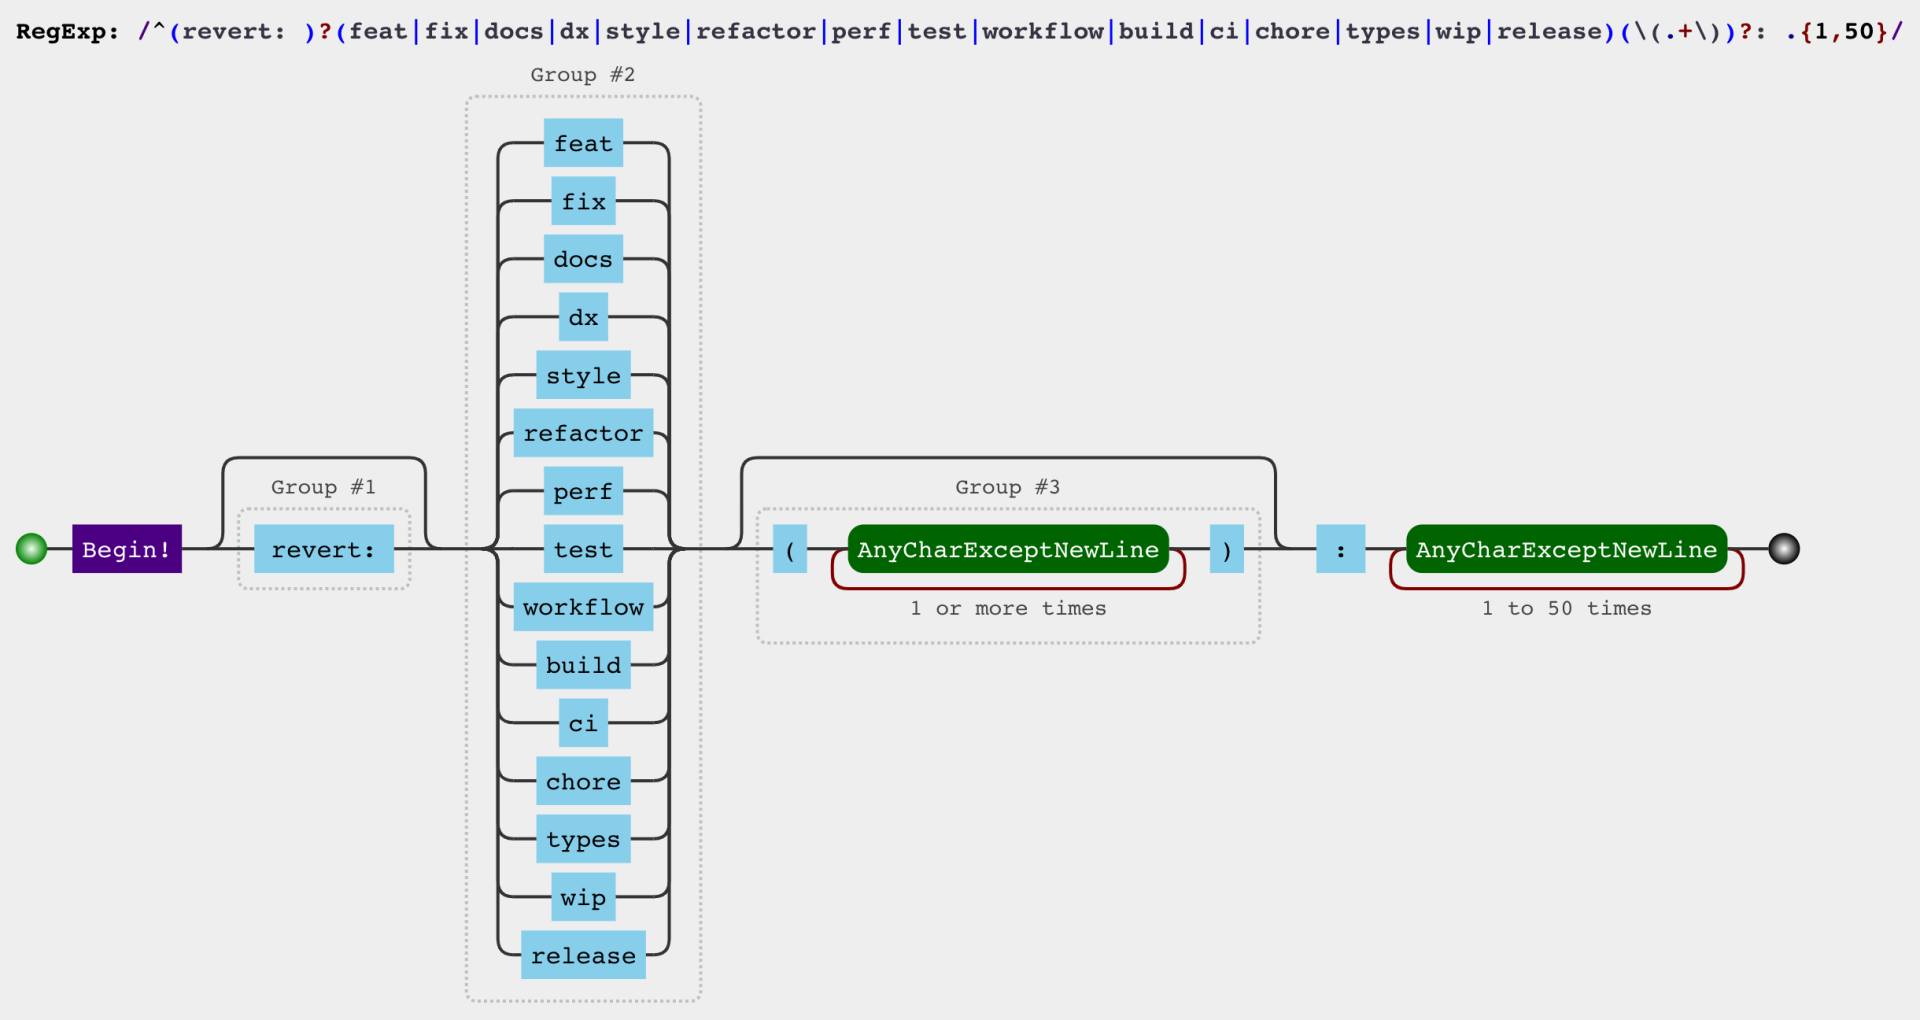 RegExp: /^(revert: )?(feat|fix|docs|dx|style|refactor|perf|test|workflow|build|ci|chore|types|wip|release)(\(.+\))?: .{1,50}/
Group #2
feat
fix
docs
dx
style
refactor
perf
Group #1
Group #3
Begin!
revert:
test
(
AnyCharExceptNewLine
)
:
AnyCharExceptNewLine
workflow
1 or more times
1 to 50 times
build
ci
chore
types
wip
release